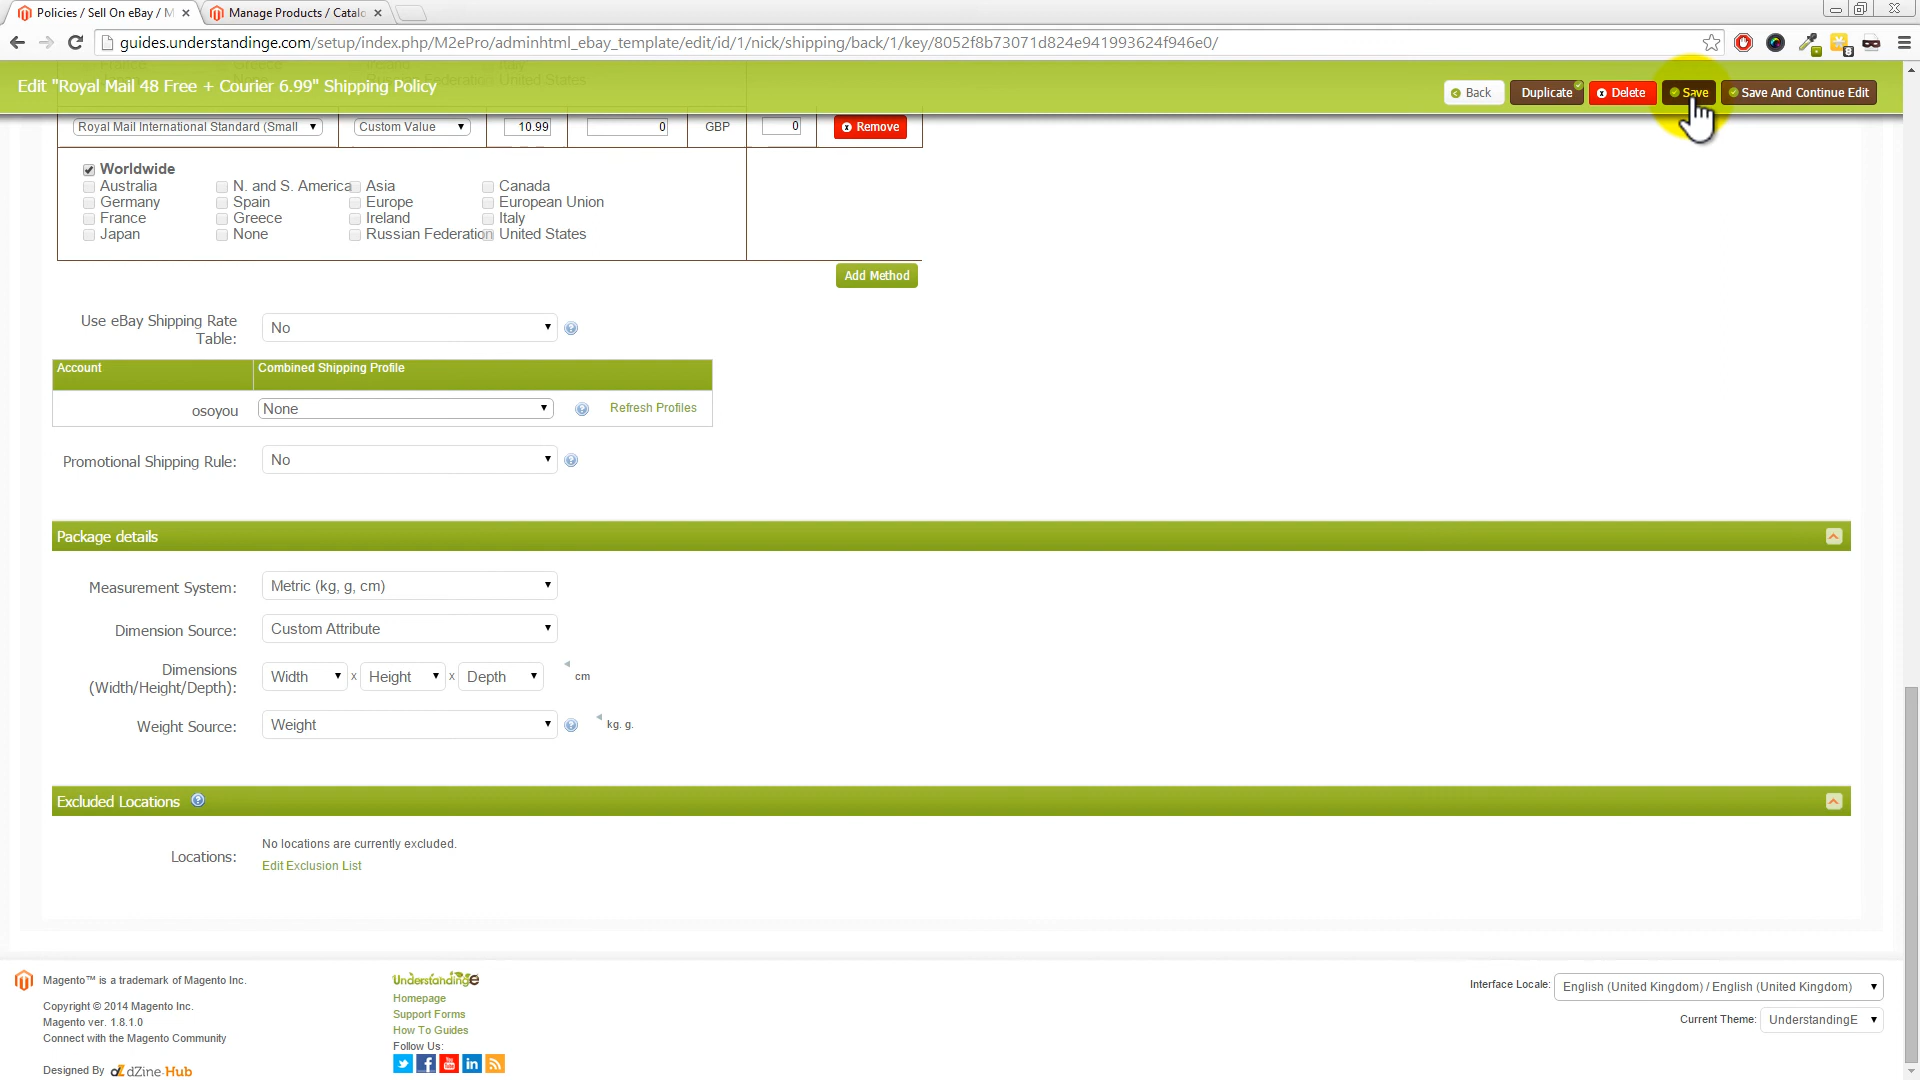 Policies / Sell On eBay / M
Manage Products / Catalo
guides.understandinge.com/setup/index.php/M2ePro/adminhtml_ebay_template/edit/id/1/nick/shipping/back/1/key/8052f8b73071d824e941993624f946e0/
8
Edit "Royal Mail 48 Free + Courier 6.99" Shipping Policy
Back
Duplicate
Delete
Save
Save And Continue Edit
Royal Mail International Standard (Small
Custom Value
10.99
0
GBP
0
Remove
Worldwide
Australia
N. and S. America
Asia
Canada
Germany
Spain
Europe
European Union
France
Greece
Ireland
Italy
Japan
None
Russian Federation
United States
Add Method
Use eBay Shipping Rate
Table:
No
Account
Combined Shipping Profile
osoyou
None
Refresh Profiles
Promotional Shipping Rule:
No
Package details
Measurement System:
Metric (kg, g, cm)
Dimension Source:
Custom Attribute
Dimensions
(Width/Height/Depth):
Width
x
Height
x
Depth
cm
Weight Source:
Weight
kg. g.
Excluded Locations
Locations:
No locations are currently excluded.
Edit Exclusion List
Magento™ is a trademark of Magento Inc.
Copyright © 2014 Magento Inc.
Magento ver. 1.8.1.0
Connect with the Magento Community
Designed By dZine-Hub
UnderstandingE
Homepage
Support Forms
How To Guides
Follow Us:
Interface Locale:
English (United Kingdom) / English (United Kingdom)
Current Theme:
UnderstandingE